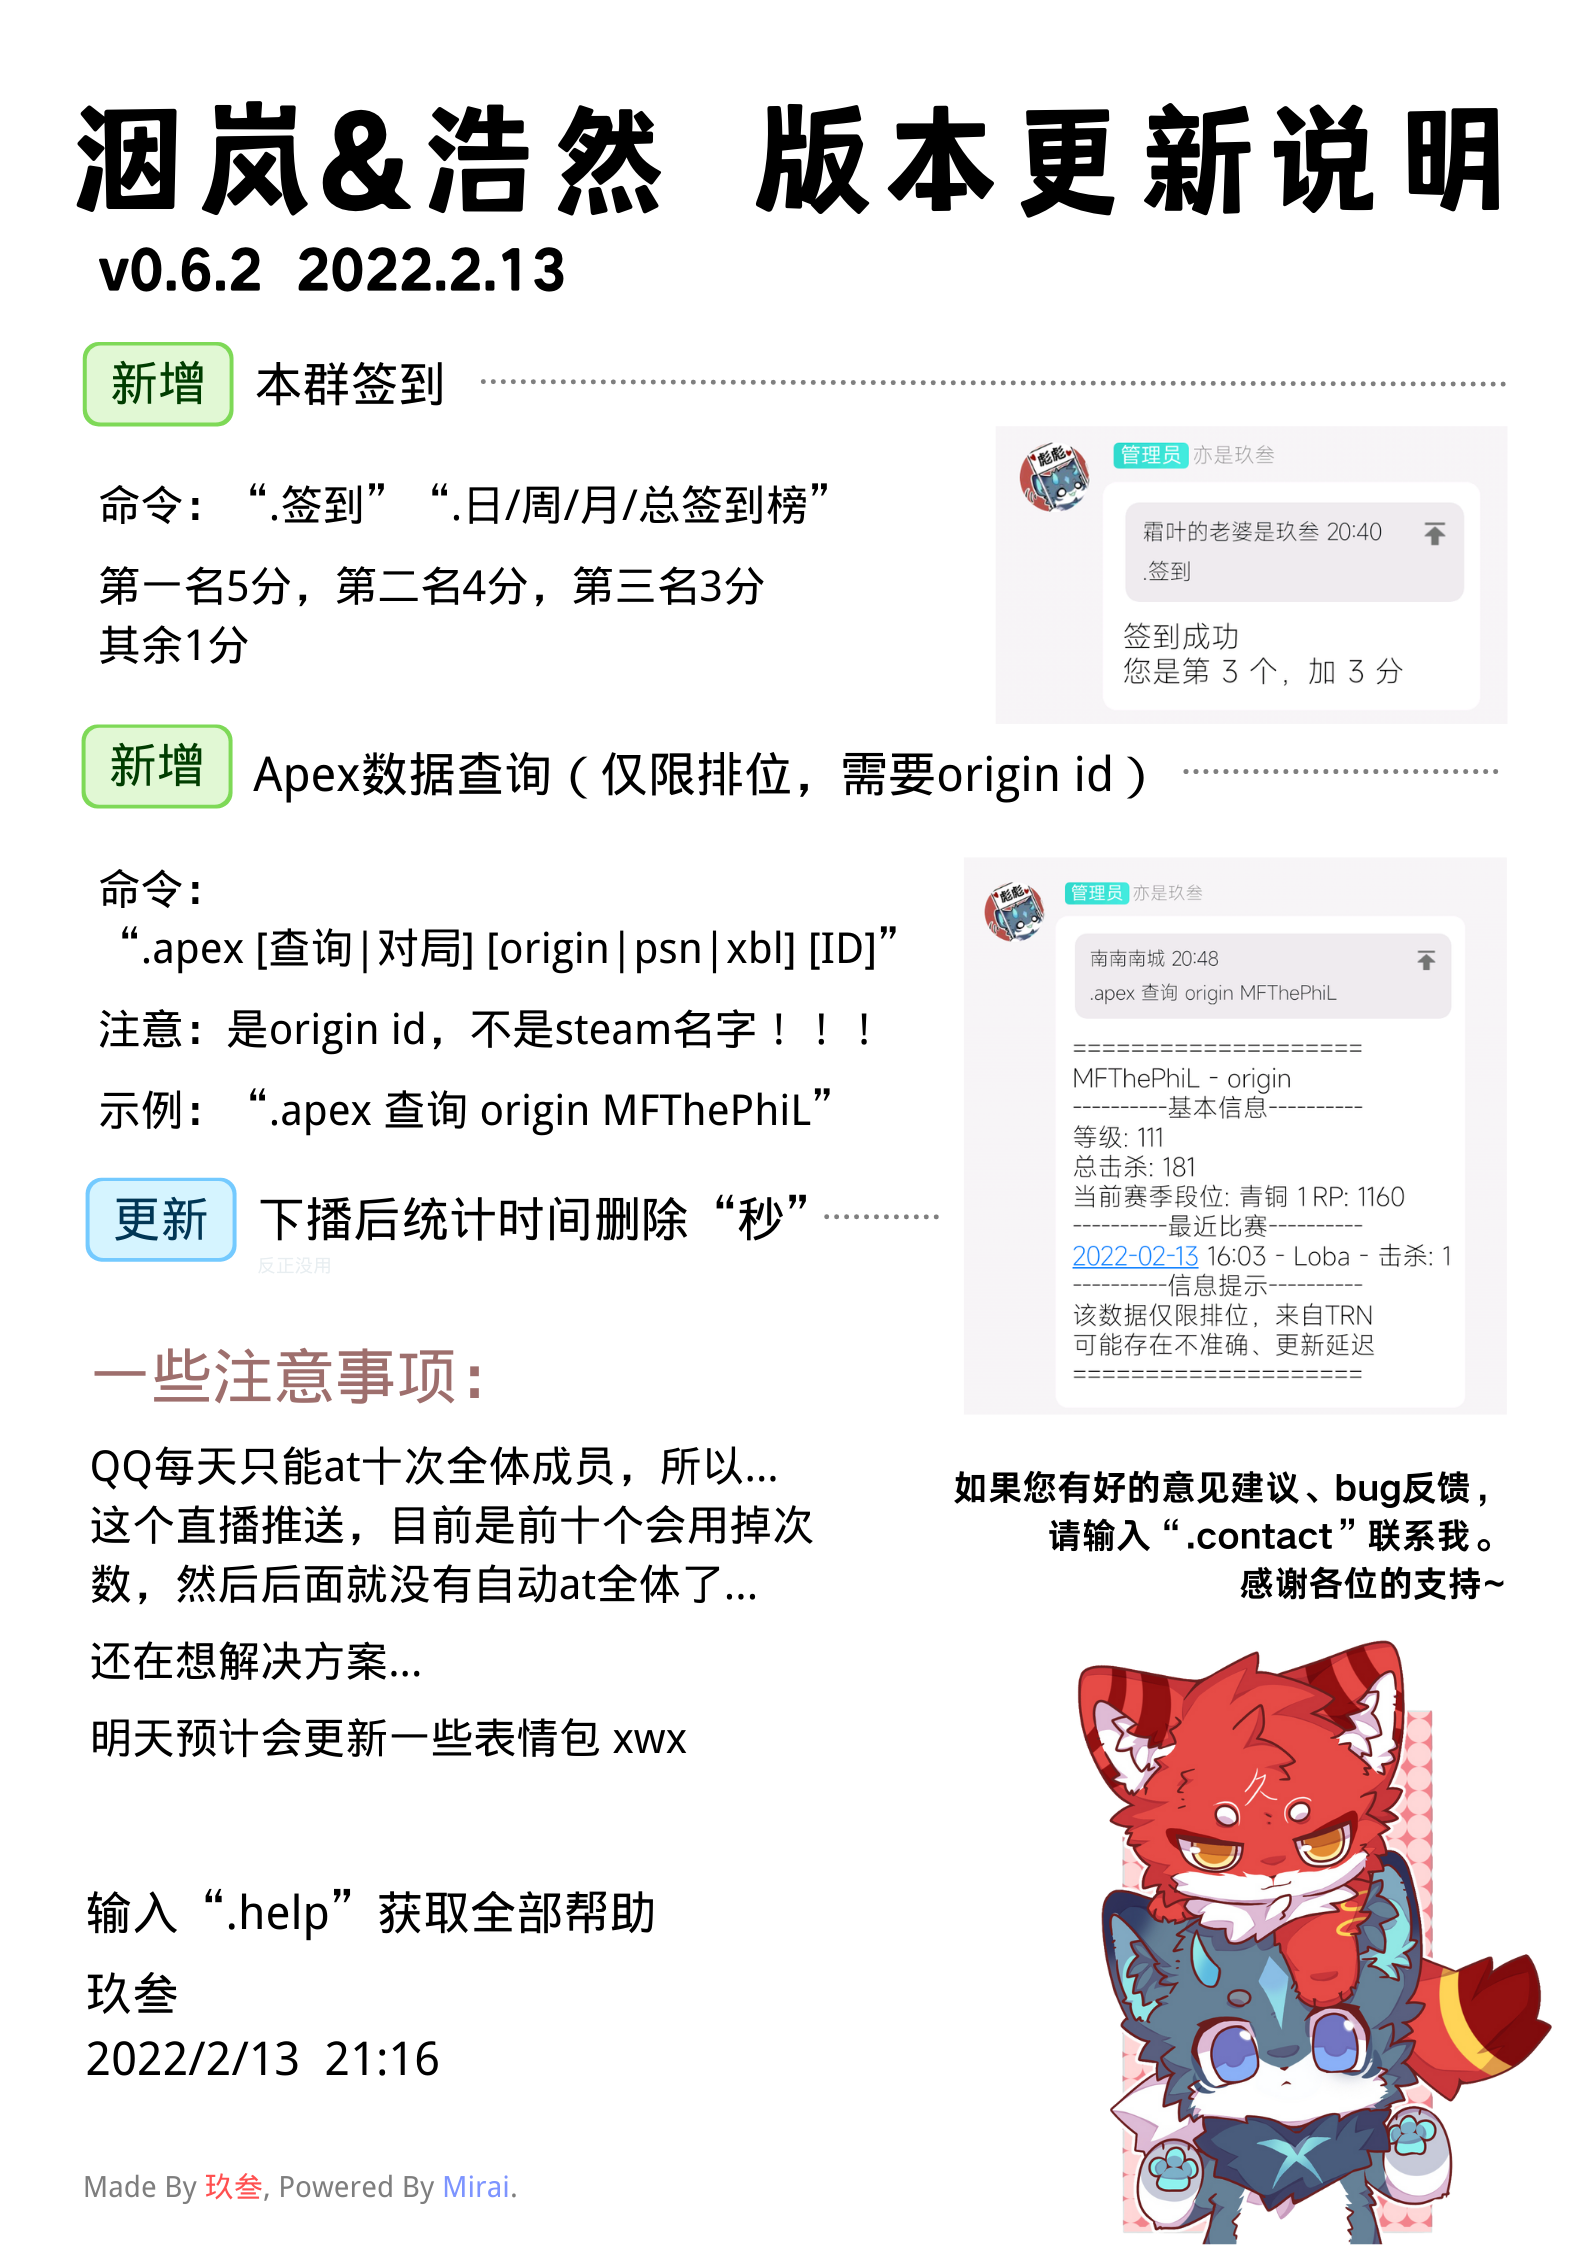 洇岚&浩然 版本更新说明
v0.6.2 2022.2.13
新增 本群签到
命令：“.签到” “.日/周/月/总签到榜”
第一名5分，第二名4分，第三名3分
其余1分
彪彪
管理员 亦是玖叁
霜叶的老婆是玖叁 20:40
.签到
签到成功
您是第 3 个，加 3 分
新增 Apex数据查询（仅限排位，需要origin id）
命令：
“.apex [查询|对局] [origin|psn|xbl] [ID]”
注意：是origin id，不是steam名字！！！
示例：“.apex 查询 origin MFThePhiL”
彪彪
管理员 亦是玖叁
南南南城 20:48
.apex 查询 origin MFThePhiL
====================
MFThePhiL - origin
----------基本信息----------
等级: 111
总击杀: 181
当前赛季段位: 青铜 1 RP: 1160
----------最近比赛----------
2022-02-13 16:03 - Loba - 击杀: 1
----------信息提示----------
该数据仅限排位，来自TRN
可能存在不准确、更新延迟
====================
更新 下播后统计时间删除“秒”
反正没用
一些注意事项：
QQ每天只能at十次全体成员，所以...
这个直播推送，目前是前十个会用掉次
数，然后后面就没有自动at全体了...
还在想解决方案...
明天预计会更新一些表情包 xwx
如果您有好的意见建议、bug反馈，
请输入“.contact”联系我。
感谢各位的支持~
久
输入“.help”获取全部帮助
玖叁
2022/2/13 21:16
Made By 玖叁, Powered By Mirai.